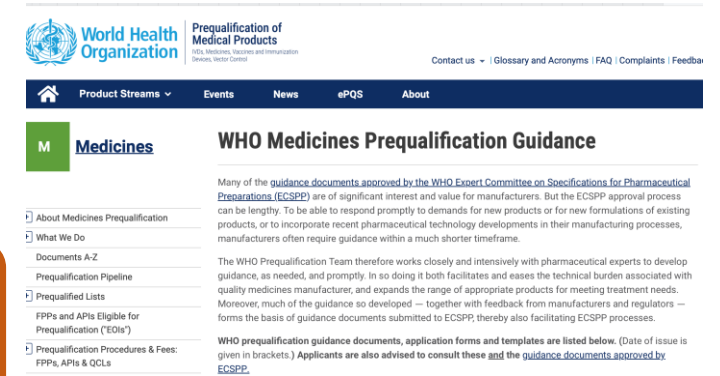 World Health
Organization
Prequalification of
Medical Products
IVDs, Medicines, Vaccines and Immunization
Devices, Vector Control
Contact us | Glossary and Acronyms | FAQ | Complaints | Feedbac
Product Streams Events News ePQS About
M Medicines
WHO Medicines Prequalification Guidance
Many of the guidance documents approved by the WHO Expert Committee on Specifications for Pharmaceutical
Preparations (ECSPP) are of significant interest and value for manufacturers. But the ECSPP approval process
can be lengthy. To be able to respond promptly to demands for new products or for new formulations of existing
products, or to incorporate recent pharmaceutical technology developments in their manufacturing processes,
manufacturers often require guidance within a much shorter timeframe.
The WHO Prequalification Team therefore works closely and intensively with pharmaceutical experts to develop
guidance, as needed, and promptly. In so doing it both facilitates and eases the technical burden associated with
quality medicines manufacturer, and expands the range of appropriate products for meeting treatment needs.
Moreover, much of the guidance so developed — together with feedback from manufacturers and regulators —
forms the basis of guidance documents submitted to ECSPP, thereby also facilitating ECSPP processes.
WHO prequalification guidance documents, application forms and templates are listed below. (Date of issue is
given in brackets.) Applicants are also advised to consult these and the guidance documents approved by
ECSPP.
About Medicines Prequalification
What We Do
Documents A-Z
Prequalification Pipeline
Prequalified Lists
FPPs and APIs Eligible for
Prequalification ("EOIs")
Prequalification Procedures & Fees:
FPPs, APIs & QCLs